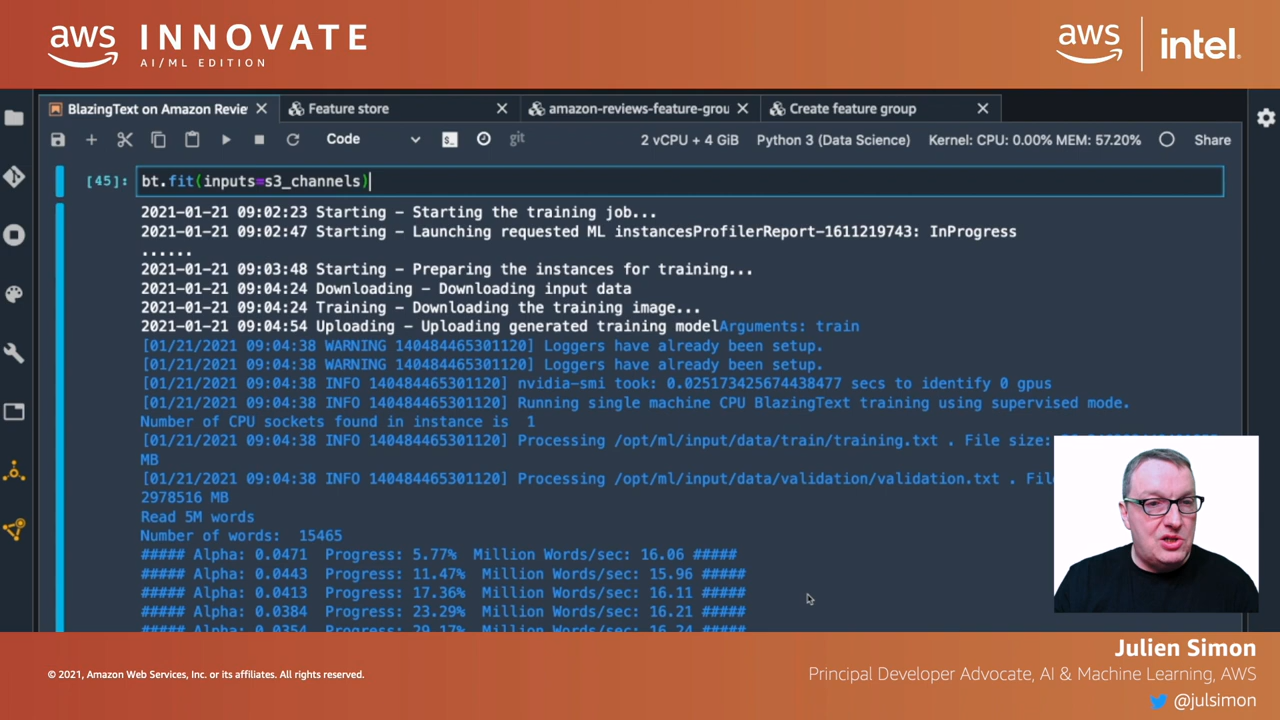 aws INNOVATE
AI/ML EDITION
aws intel.
BlazingText on Amazon Revie
Feature store
amazon-reviews-feature-grou
Create feature group
Code
git
2 vCPU + 4 GiB
Python 3 (Data Science)
Kernel: CPU: 0.00% MEM: 57.20%
Share
[45]: bt.fit(inputs=s3_channels)
2021-01-21 09:02:23 Starting - Starting the training job...
2021-01-21 09:02:47 Starting - Launching requested ML instancesProfilerReport-1611219743: InProgress
......
2021-01-21 09:03:48 Starting - Preparing the instances for training...
2021-01-21 09:04:24 Downloading - Downloading input data
2021-01-21 09:04:24 Training - Downloading the training image...
2021-01-21 09:04:54 Uploading - Uploading generated training modelArguments: train
[01/21/2021 09:04:38 WARNING 140484465301120] Loggers have already been setup.
[01/21/2021 09:04:38 WARNING 140484465301120] Loggers have already been setup.
[01/21/2021 09:04:38 INFO 140484465301120] nvidia-smi took: 0.025173425674438477 secs to identify 0 gpus
[01/21/2021 09:04:38 INFO 140484465301120] Running single machine CPU BlazingText training using supervised mode.
Number of CPU sockets found in instance is 1
[01/21/2021 09:04:38 INFO 140484465301120] Processing /opt/ml/input/data/train/training.txt . File size:
MB
[01/21/2021 09:04:38 INFO 140484465301120] Processing /opt/ml/input/data/validation/validation.txt .
2978516 MB
Read 5M words
Number of words: 15465
##### Alpha: 0.0471 Progress: 5.77% Million Words/sec: 16.06 #####
##### Alpha: 0.0443 Progress: 11.47% Million Words/sec: 15.96 #####
##### Alpha: 0.0413 Progress: 17.36% Million Words/sec: 16.11 #####
##### Alpha: 0.0384 Progress: 23.29% Million Words/sec: 16.21 #####
##### Alpha: 0.0354 Progress: 29.17% Million Words/sec: 16.24 #####
Julien Simon
Principal Developer Advocate, AI & Machine Learning, AWS
@julsimon
© 2021, Amazon Web Services, Inc. or its affiliates. All rights reserved.